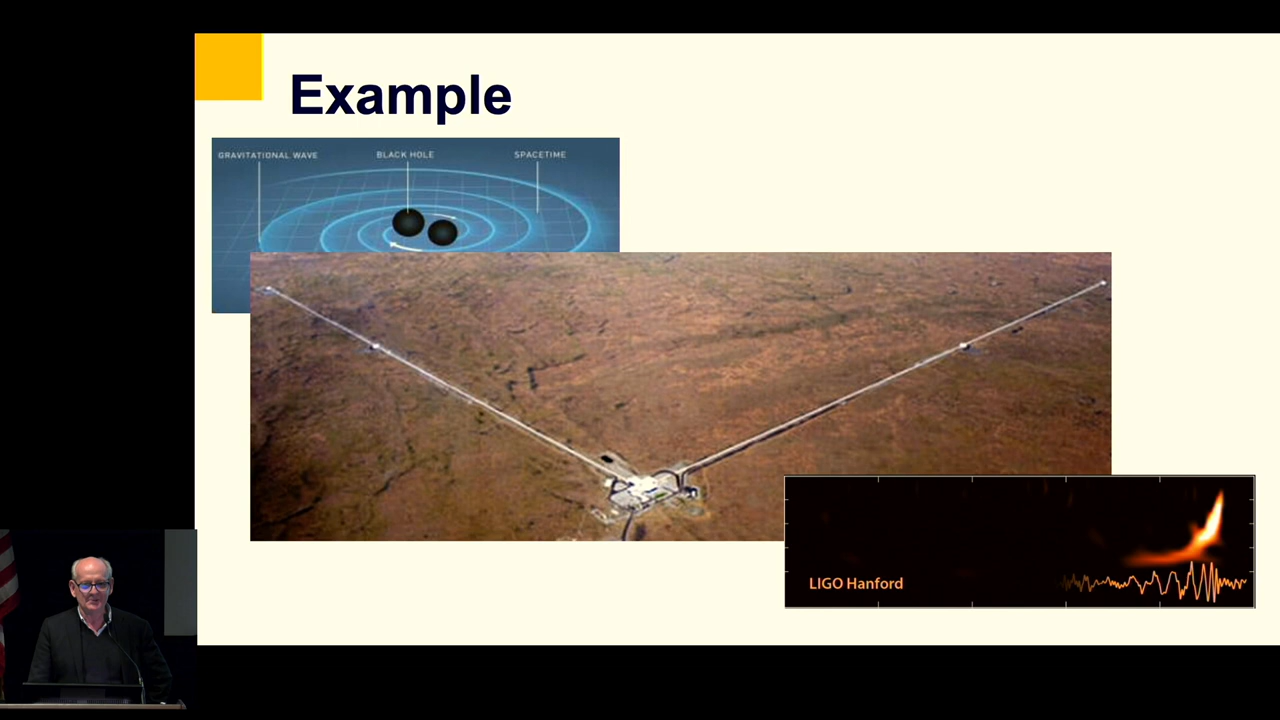 Example
GRAVITATIONAL WAVE
BLACK HOLE
SPACETIME
LIGO Hanford